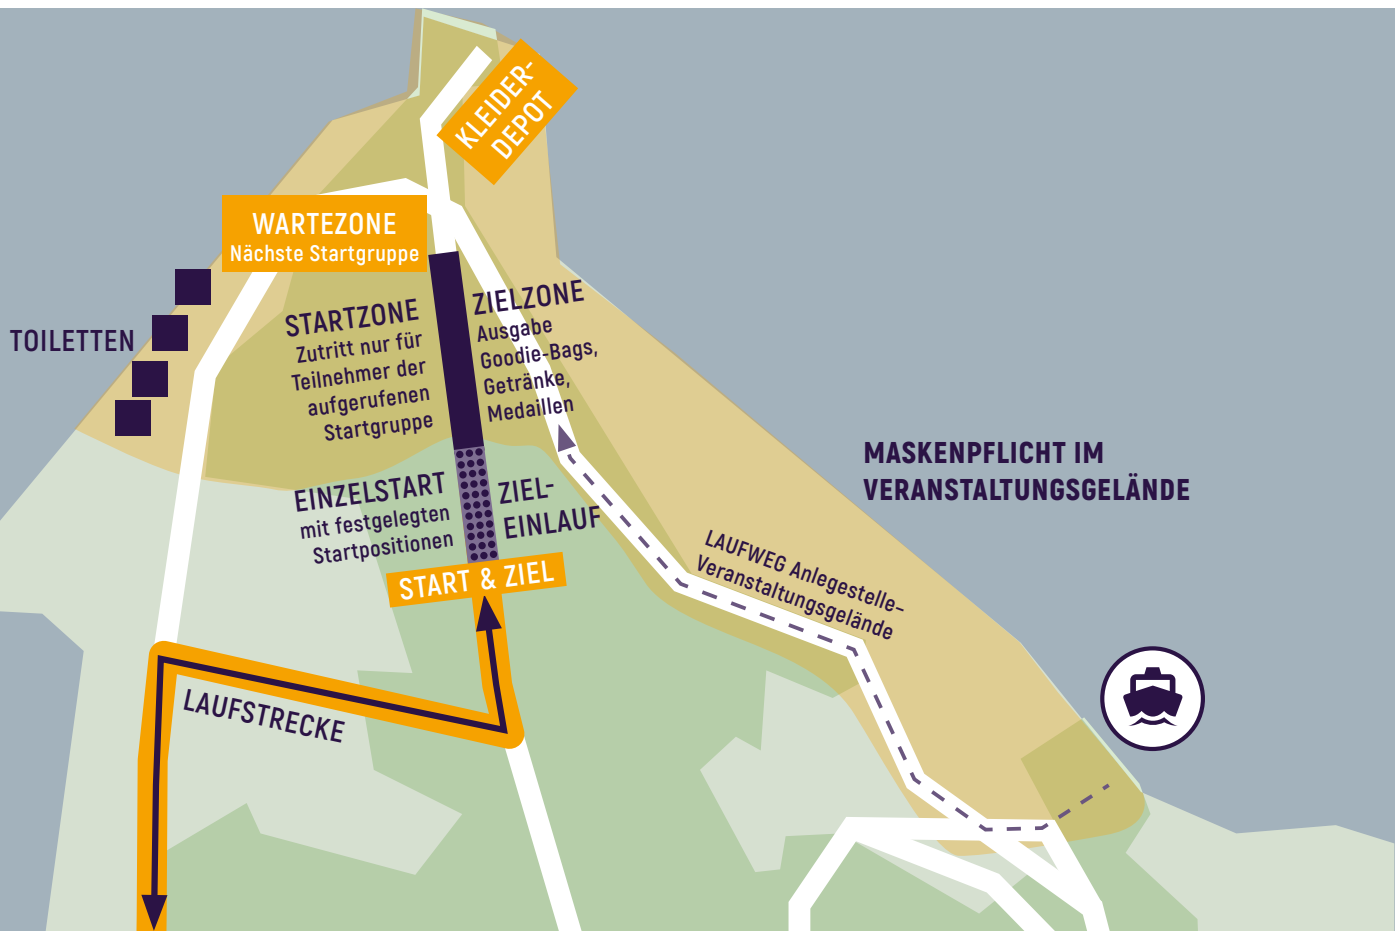 KLEIDER-
DEPOT
WARTEZONE
Nächste Startgruppe
TOILETTEN
STARTZONE
Zutritt nur für
Teilnehmer der
aufgerufenen
Startgruppe
ZIELZONE
Ausgabe
Goodie-Bags,
Getränke,
Medaillen
EINZELSTART
mit festgelegten
Startpositionen
ZIEL-
EINLAUF
START & ZIEL
LAUFSTRECKE
MASKENPFLICHT IM
VERANSTALTUNGSGELÄNDE
LAUFWEG Anlegestelle–
Veranstaltungsgelände